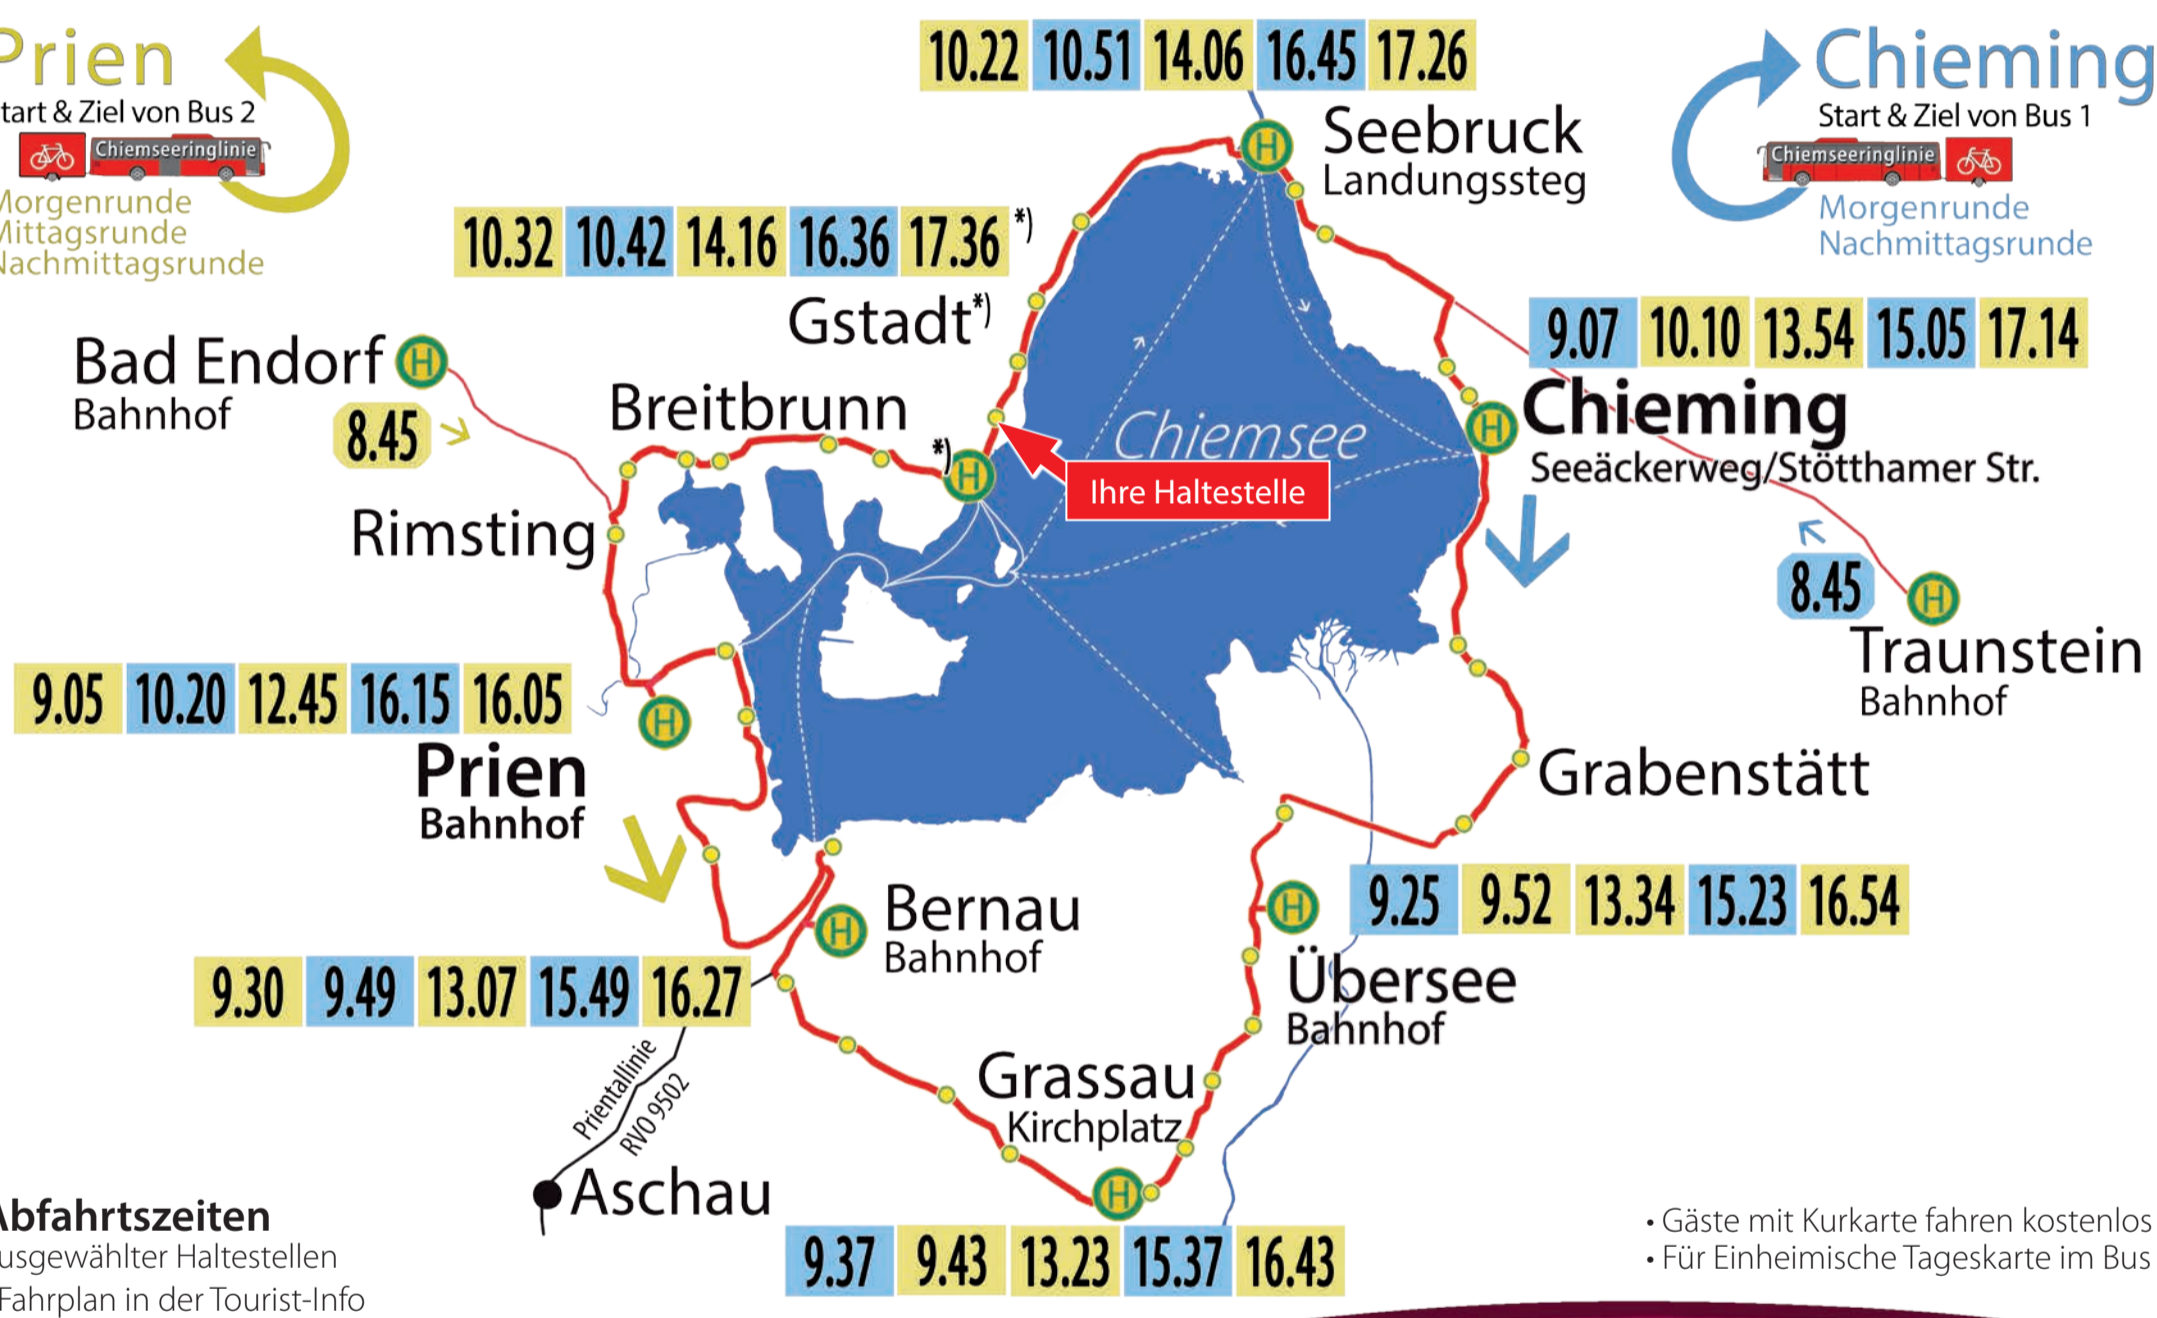 10.22 10.51 14.06 16.45 17.26
Prien
tart & Ziel von Bus 2
Chiemseeringlinie
Morgenrunde
Mittagsrunde
Nachmittagsrunde
Chieming
Start & Ziel von Bus 1
Chiemseeringlinie
Morgenrunde
Nachmittagsrunde
H
Seebruck
Landungssteg
10.32 10.42 14.16 16.36 17.36 *)
Gstadt*)
Bad Endorf H
Bahnhof
8.45
Breitbrunn
*) H
Chiemsee
Ihre Haltestelle
9.07 10.10 13.54 15.05 17.14
H Chieming
Seeäckerweg/Stötthamer Str.
Rimsting
8.45 H
Traunstein
Bahnhof
9.05 10.20 12.45 16.15 16.05
H
Prien
Bahnhof
Grabenstätt
H Bernau
Bahnhof
H 9.25 9.52 13.34 15.23 16.54
Übersee
Bahnhof
9.30 9.49 13.07 15.49 16.27
Prientallinie
RVO 9502
Aschau
Grassau
Kirchplatz
H
9.37 9.43 13.23 15.37 16.43
Abfahrtszeiten
usgewählter Haltestellen
Fahrplan in der Tourist-Info
• Gäste mit Kurkarte fahren kostenlos
• Für Einheimische Tageskarte im Bus